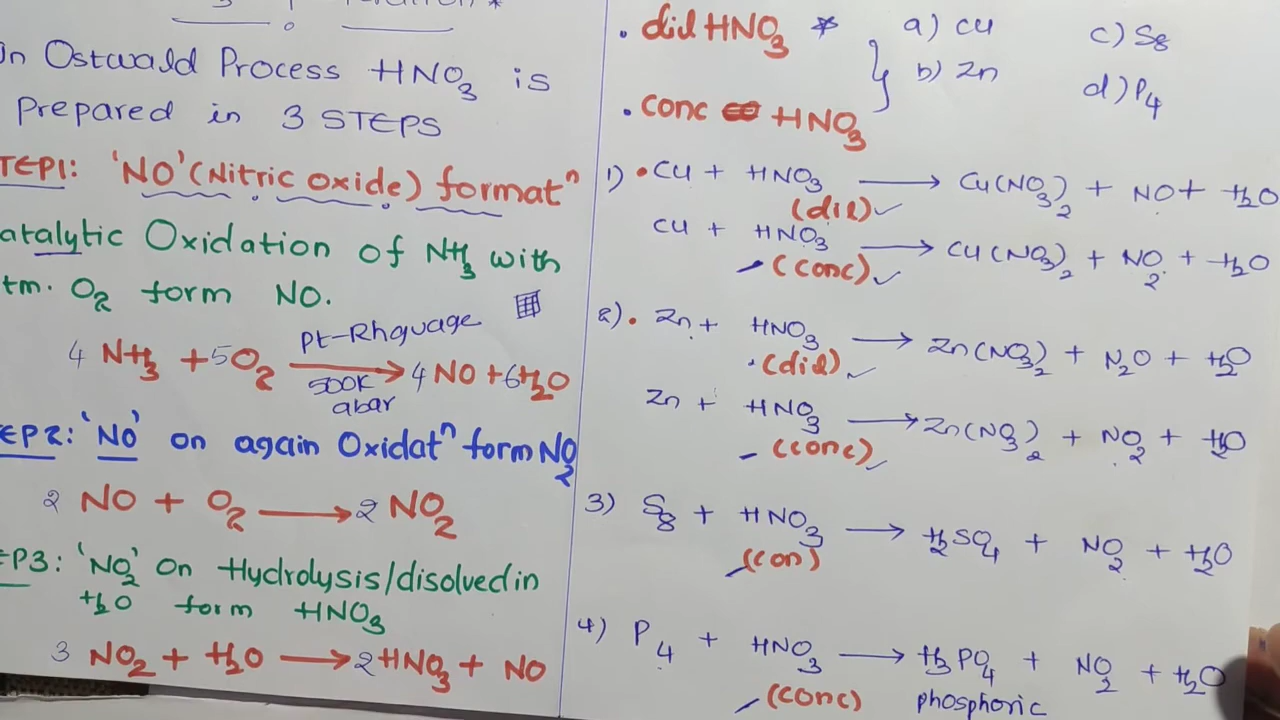 In Ostwald Process HNO3 is
Prepared in 3 STEPS
TEP1: 'NO' (Nitric oxide) formatn
atalytic Oxidation of NH3 with
tm. O2 form NO.
4 NH3 + 5O2 → 4 NO + 6H2O
Pt-Rhguage
500K
9bar
EP2: 'NO' on again Oxidatn form NO2
2 NO + O2 → 2 NO2
EP3: 'NO2' on Hydrolysis/disolved in
H2O form HNO3
3 NO2 + H2O → 2HNO3 + NO
. dil HNO3 * } a) Cu c) S8
. conc HNO3 b) Zn d) P4
1) • Cu + HNO3 → Cu(NO3)2 + NO + H2O
(dil) ✓
Cu + HNO3 → Cu(NO3)2 + NO2 + H2O
(conc) ✓
2). Zn + HNO3 → Zn(NO3)2 + N2O + H2O
.(dil) ✓
Zn + HNO3 → Zn(NO3)2 + NO2 + H2O
(conc) ✓
3) S8 + HNO3 → H2SO4 + NO2 + H2O
(con)
4) P4 + HNO3 → H3PO4 + NO2 + H2O
(conc) phosphoric